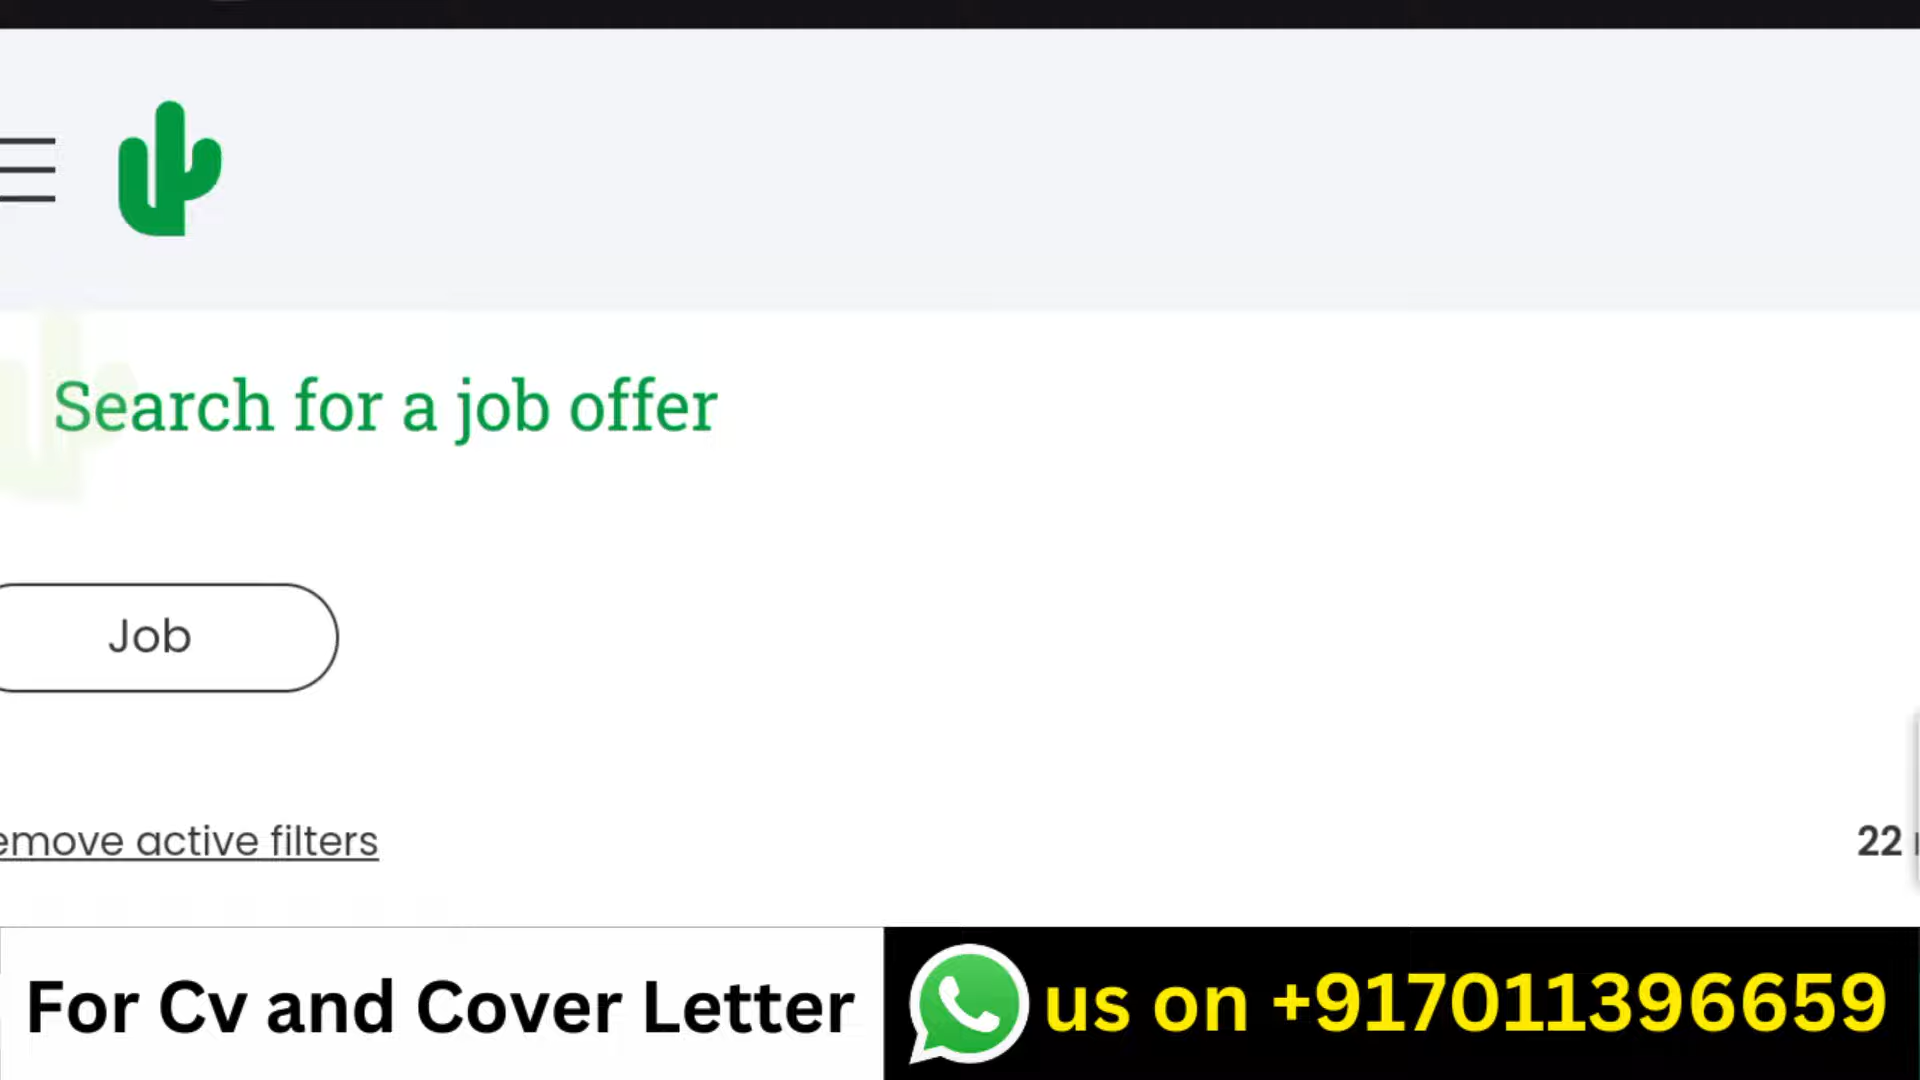 Search for a job offer
Job
emove active filters
22
For Cv and Cover Letter
us on +917011396659